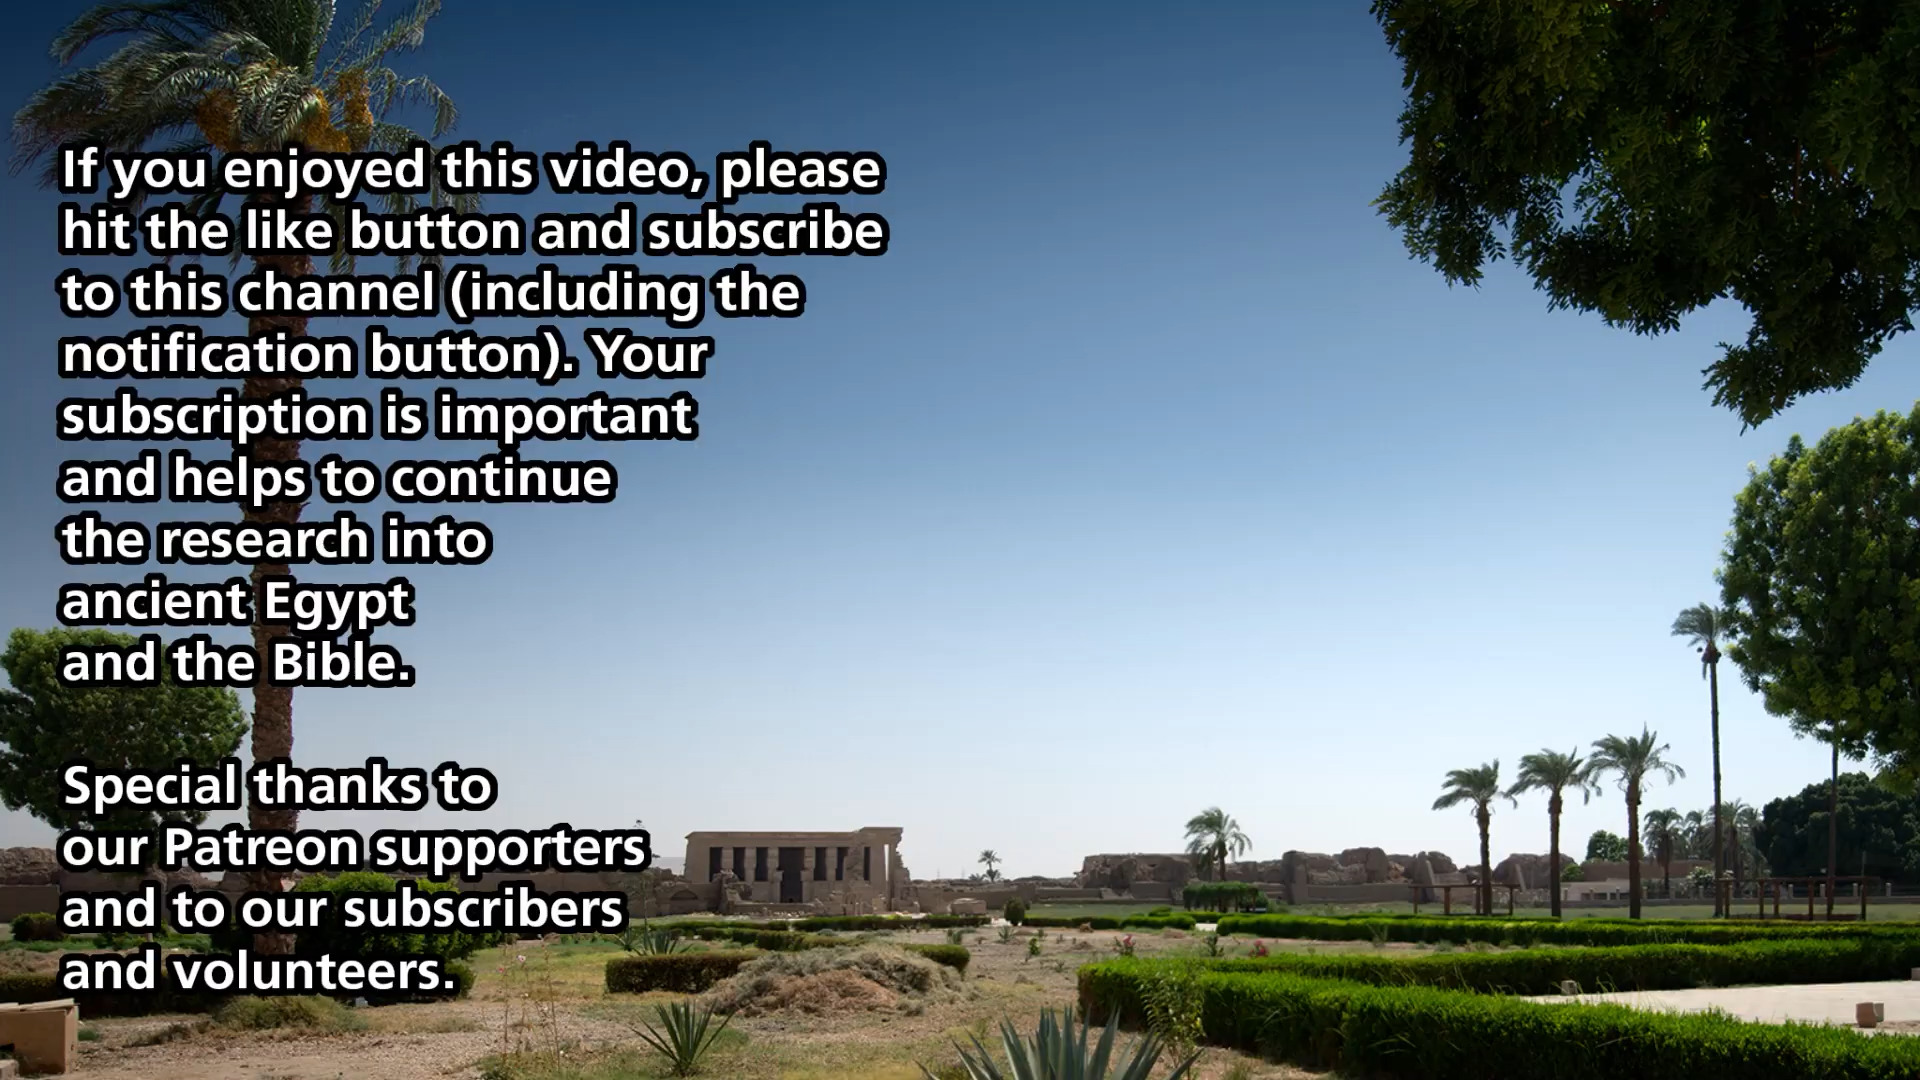 If you enjoyed this video, please
hit the like button and subscribe
to this channel (including the
notification button). Your
subscription is important
and helps to continue
the research into
ancient Egypt
and the Bible.
Special thanks to
our Patreon supporters
and to our subscribers
and volunteers.